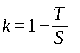 k = 1 - T/S